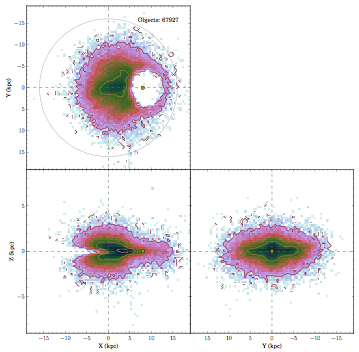 Objects: 67927
Y (kpc)
−15
−10
−5
0
5
10
15
Z (kpc)
5
0
−5
−15 −10 −5 0 5 10 15
X (kpc)
15 10 5 0 −5 −10 −15
Y (kpc)